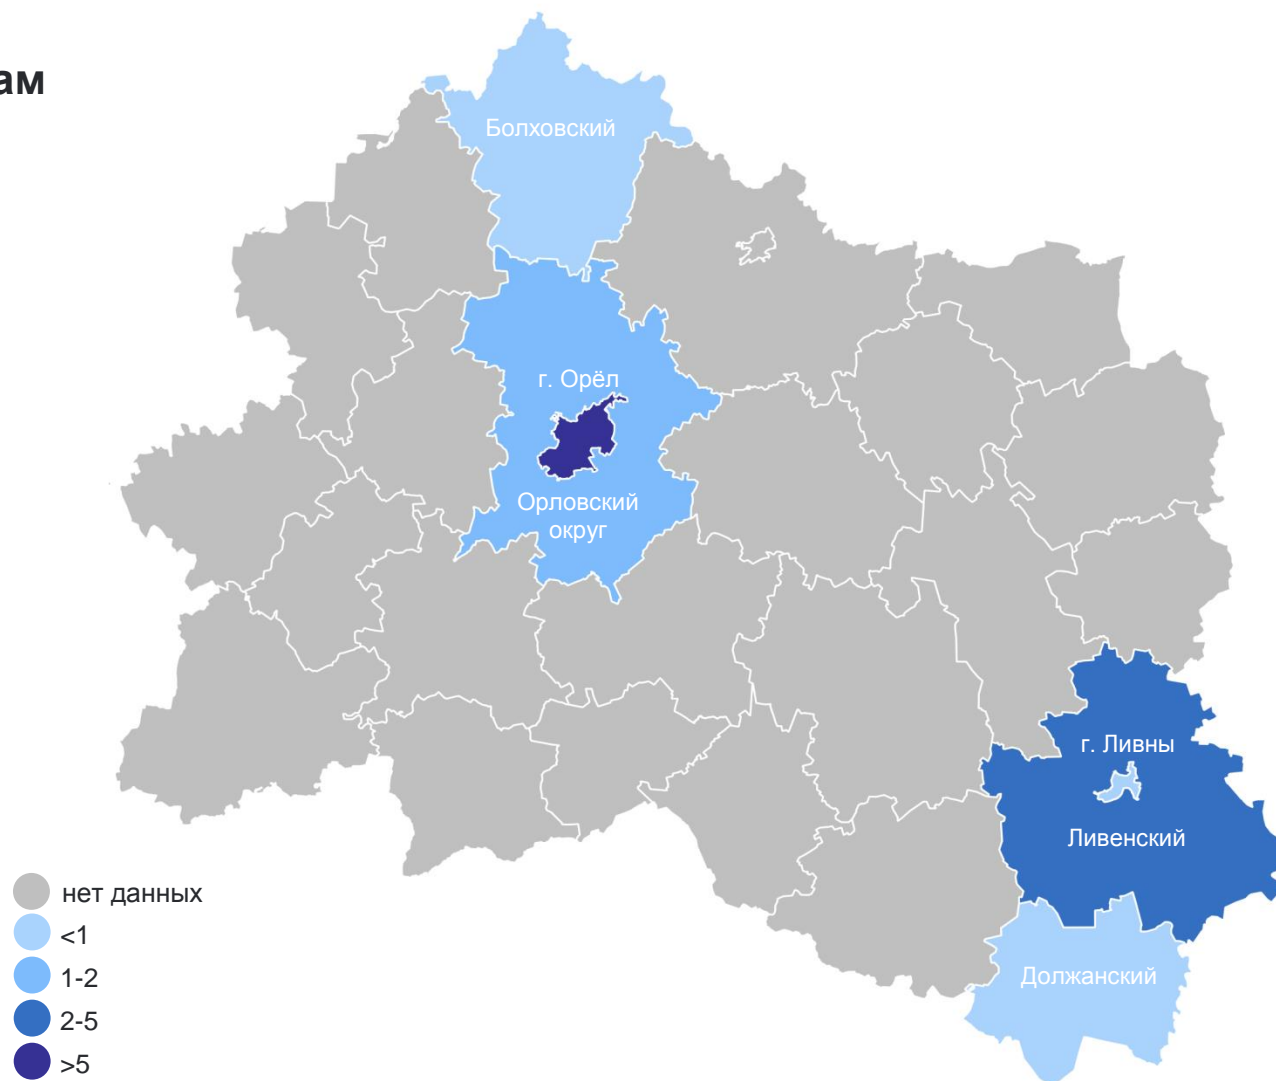 ам
Болховский
г. Орёл
Орловский
округ
г. Ливны
Ливенский
Должанский
нет данных
<1
1-2
2-5
>5